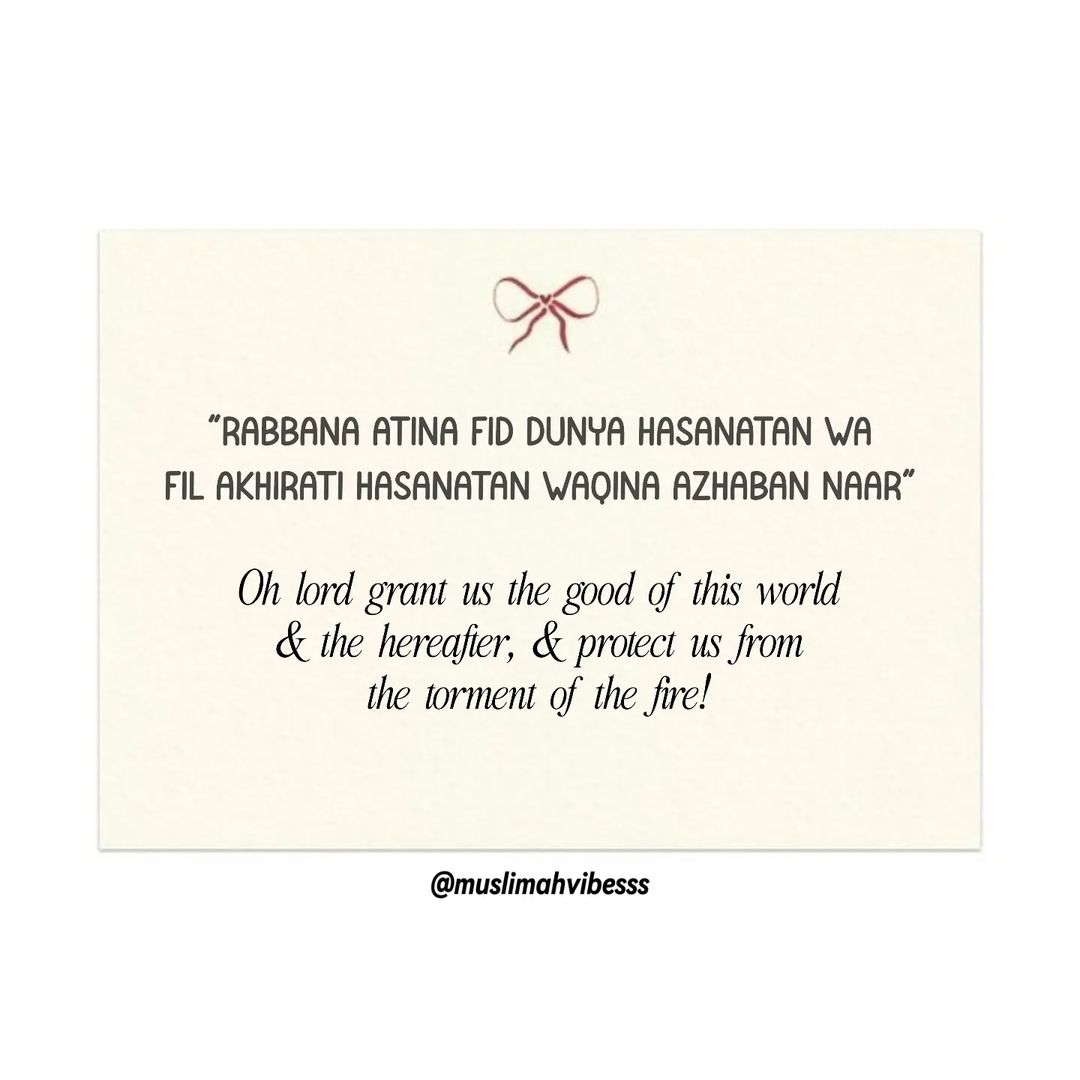 “RABBANA ATINA FID DUNYA HASANATAN WA
FIL AKHIRATI HASANATAN WAQINA AZHABAN NAAR”
Oh lord grant us the good of this world
& the hereafter, & protect us from
the torment of the fire!
@muslimahvibesss